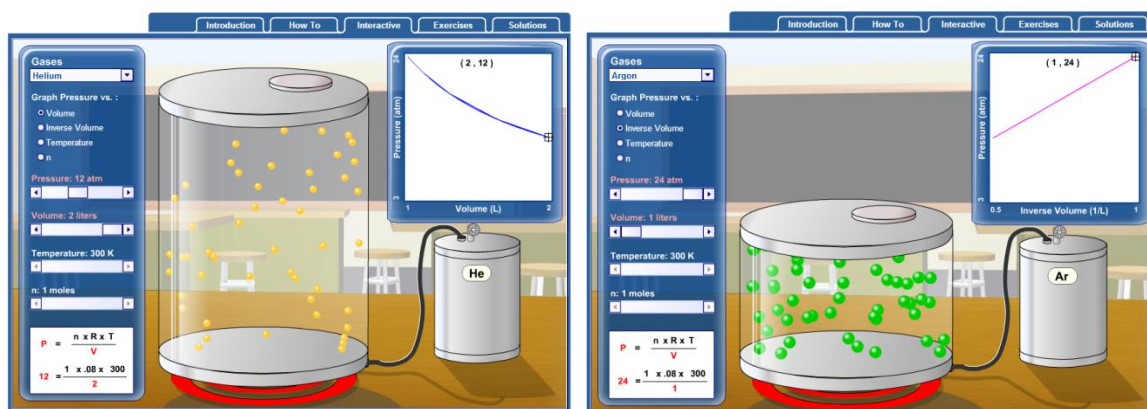 Introduction How To Interactive Exercises Solutions
Gases
Helium
Graph Pressure vs. :
Volume
Inverse Volume
Temperature
n
Pressure: 12 atm
Volume: 2 liters
Temperature: 300 K
n: 1 moles
P = n x R x T
V
12 = 1 x .08 x 300
2
( 2 , 12 )
24
Pressure (atm)
3
1 2
Volume (L)
He
Introduction How To Interactive Exercises Solutions
Gases
Argon
Graph Pressure vs. :
Volume
Inverse Volume
Temperature
n
Pressure: 24 atm
Volume: 1 liters
Temperature: 300 K
n: 1 moles
P = n x R x T
V
24 = 1 x .08 x 300
1
( 1 , 24 )
24
Pressure (atm)
3
0.5 Inverse Volume (1/L) 1
Ar